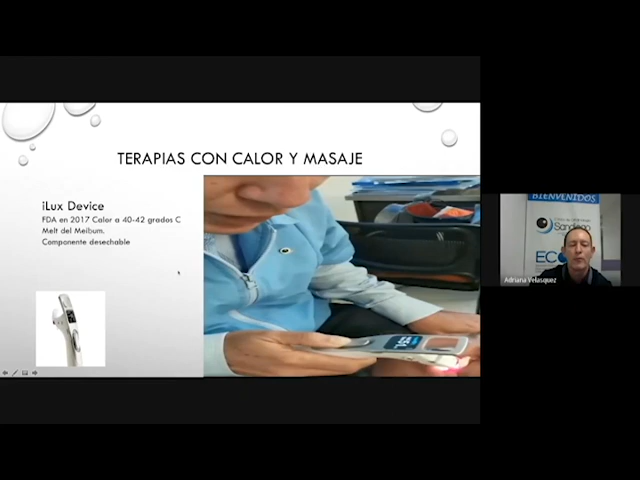 TERAPIAS CON CALOR Y MASAJE
iLux Device
FDA en 2017 Calor a 40-42 grados C
Melt del Meibum.
Componente desechable
BIENVENIDOS
Sandiego
Adriana Velasquez